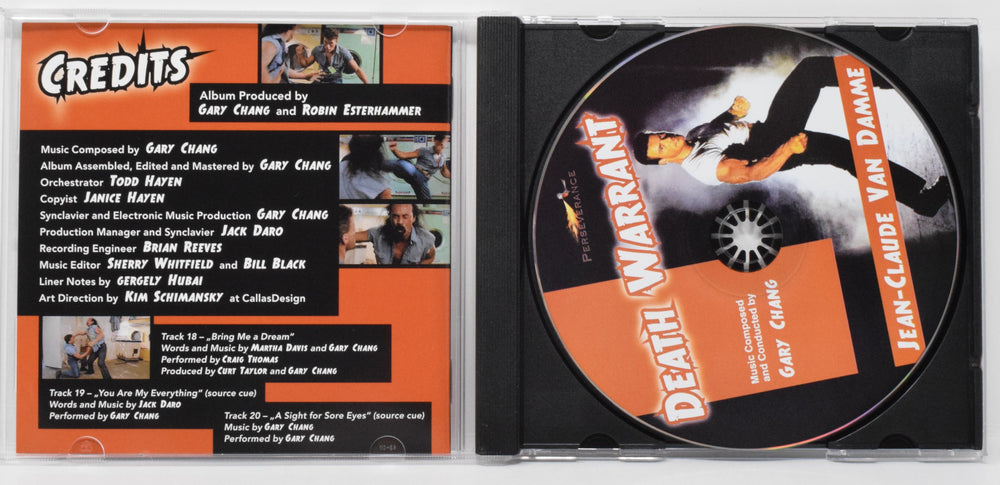 CREDITS
Album Produced by
GARY CHANG and ROBIN ESTERHAMMER
Music Composed by GARY CHANG
Album Assembled, Edited and Mastered by GARY CHANG
Orchestrator TODD HAYEN
Copyist JANICE HAYEN
Synclavier and Electronic Music Production GARY CHANG
Production Manager and Synclavier JACK DARO
Recording Engineer BRIAN REEVES
Music Editor SHERRY WHITFIELD and BILL BLACK
Liner Notes by GERGELY HUBAI
Art Direction by KIM SCHIMANSKY at CallasDesign
Track 18 – „Bring Me a Dream“
Words and Music by MARTHA DAVIS and GARY CHANG
Performed by CRAIG THOMAS
Produced by CURT TAYLOR and GARY CHANG
Track 19 – „You Are My Everything“ (source cue)
Words and Music by JACK DARO
Performed by GARY CHANG
Track 20 – „A Sight for Sore Eyes“ (source cue)
Music by GARY CHANG
Performed by GARY CHANG
PERSEVERANCE
DEATH WARRANT
Music Composed
and Conducted by
GARY CHANG
JEAN-CLAUDE VAN DAMME